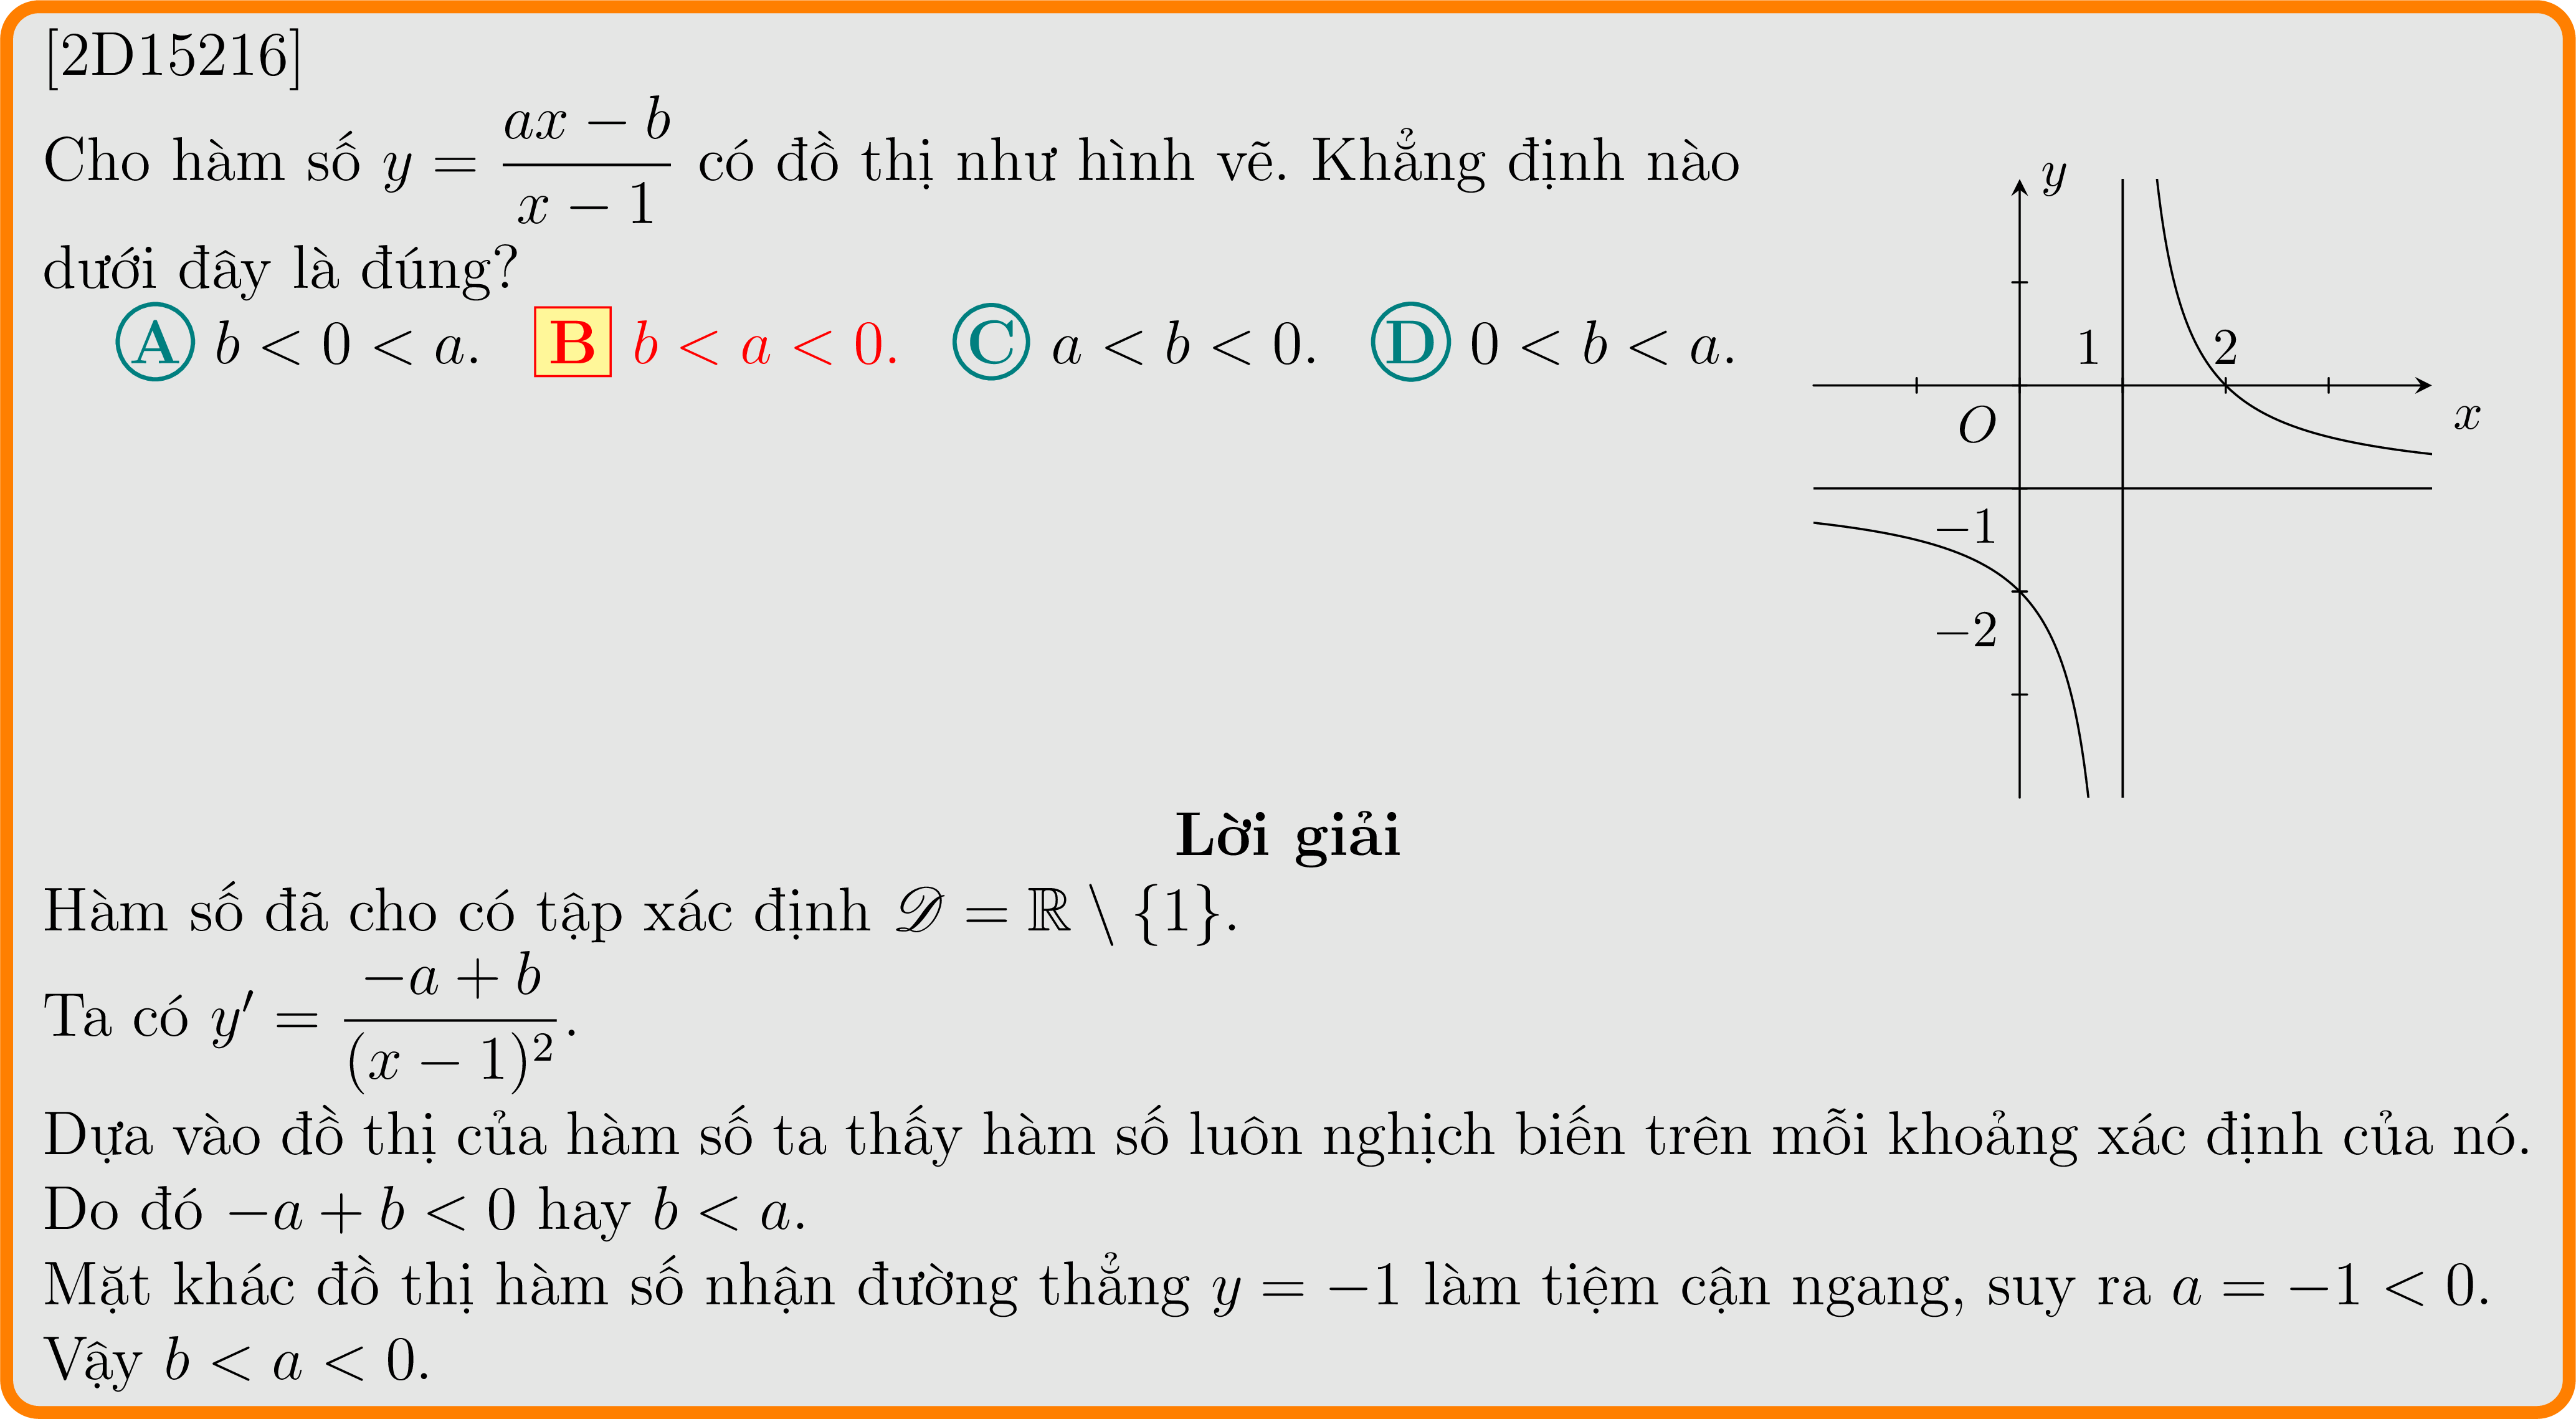 [2D15216]
Cho hàm số y = \frac{ax − b}{x − 1} có đồ thị như hình vẽ. Khẳng định nào
dưới đây là đúng?
A b < 0 < a. B b < a < 0. C a < b < 0. D 0 < b < a.
y
1 2
O x
−1
−2
Lời giải
Hàm số đã cho có tập xác định 𝒟 = ℝ \ {1}.
Ta có y′ = \frac{−a + b}{(x − 1)²}.
Dựa vào đồ thị của hàm số ta thấy hàm số luôn nghịch biến trên mỗi khoảng xác định của nó.
Do đó −a + b < 0 hay b < a.
Mặt khác đồ thị hàm số nhận đường thẳng y = −1 làm tiệm cận ngang, suy ra a = −1 < 0.
Vậy b < a < 0.